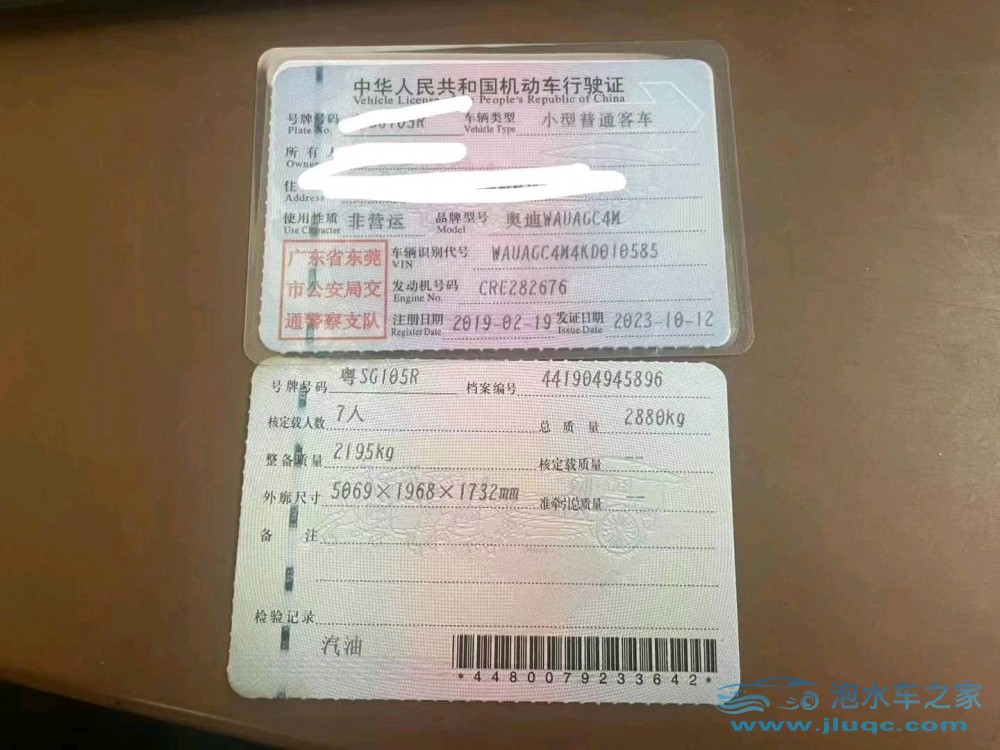 中华人民共和国机动车行驶证
Vehicle License People's Republic of China
号牌号码 SG105R 车辆类型 小型普通客车
Plate No. Vehicle Type
所有人
Owner
住
Address
使用性质 非营运 品牌型号 奥迪WAUAGC4M
Use Character Model
广东省东莞
市公安局交
通警察支队
车辆识别代号 WAUAGC4M4KD010585
VIN
发动机号码 CRE282676
Engine No.
注册日期 2019-02-19 发证日期 2023-10-12
Register Date Issue Date
号牌号码 粤SG105R 档案编号 441904945896
核定载人数 7人 总质量 2880kg
整备质量 2195kg 核定载质量 --
外廓尺寸 5069×1968×1732mm 准牵引总质量 --
备注
检验记录
汽油
*4480079233642*
泡水车之家
www.jluqc.com